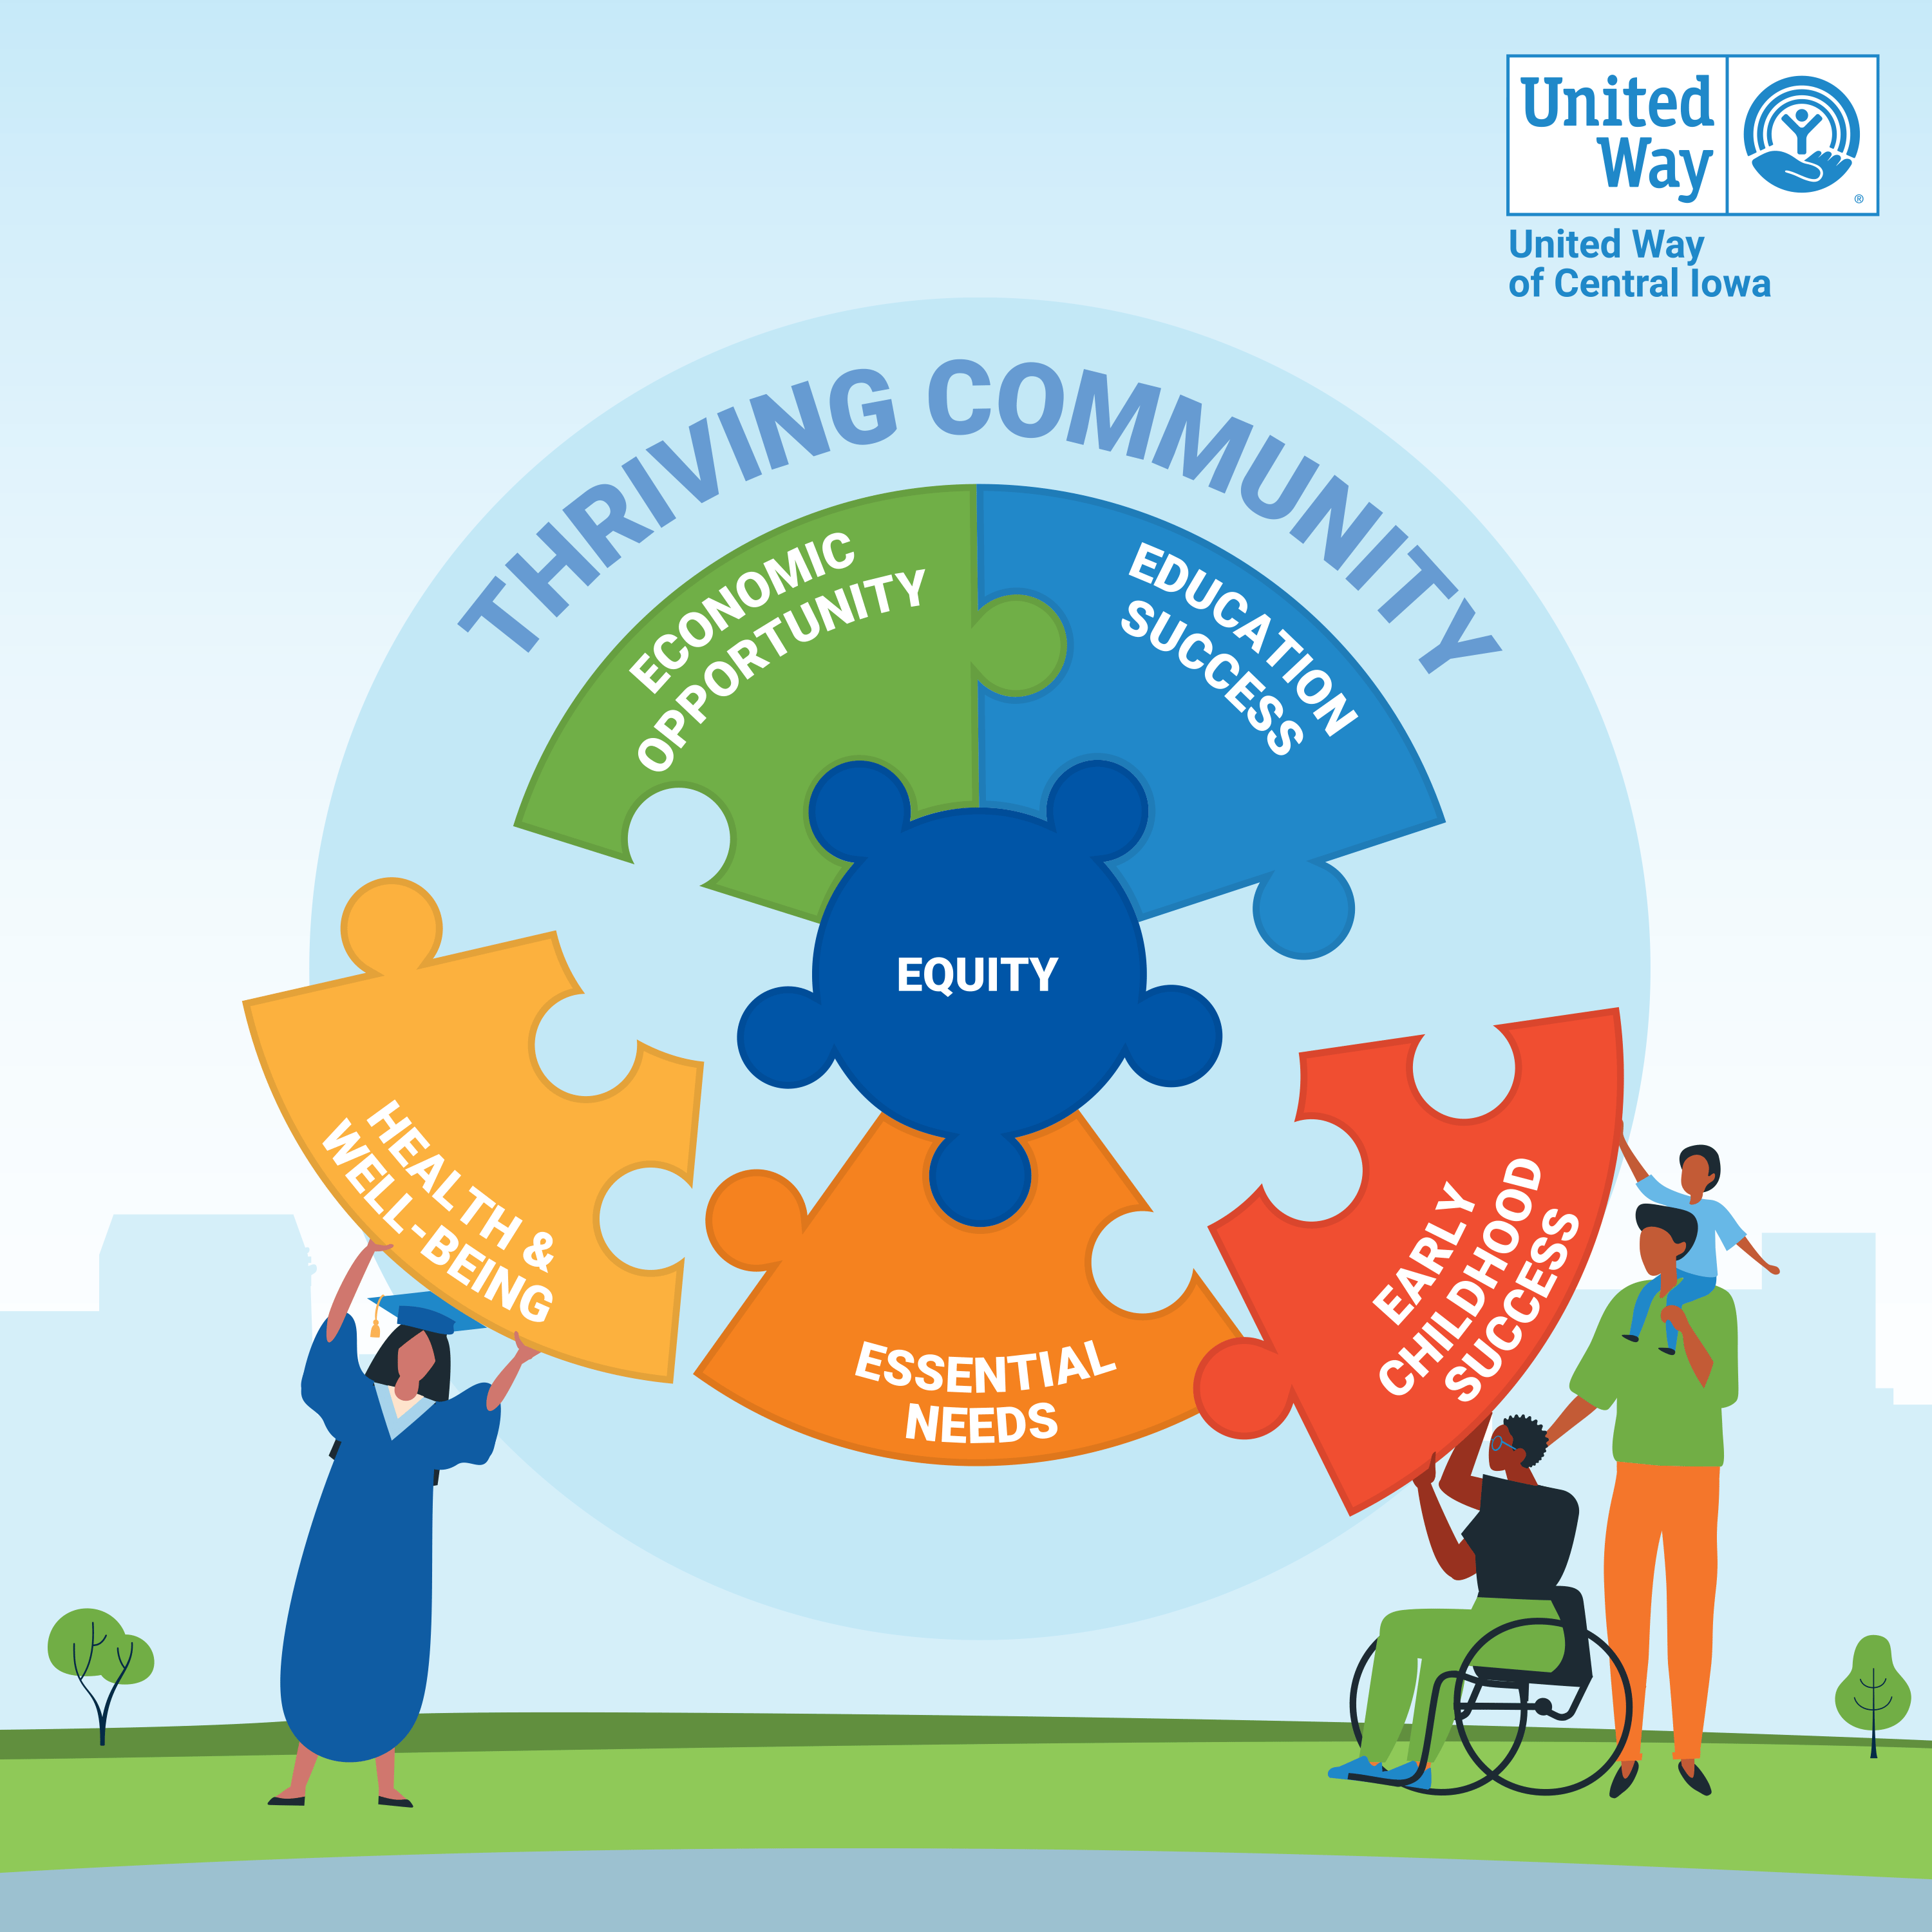 United
Way
®
United Way
of Central Iowa
THRIVING COMMUNITY
ECONOMIC
OPPORTUNITY
EDUCATION
SUCCESS
EQUITY
HEALTH &
WELL-BEING
ESSENTIAL
NEEDS
EARLY
CHILDHOOD
SUCCESS